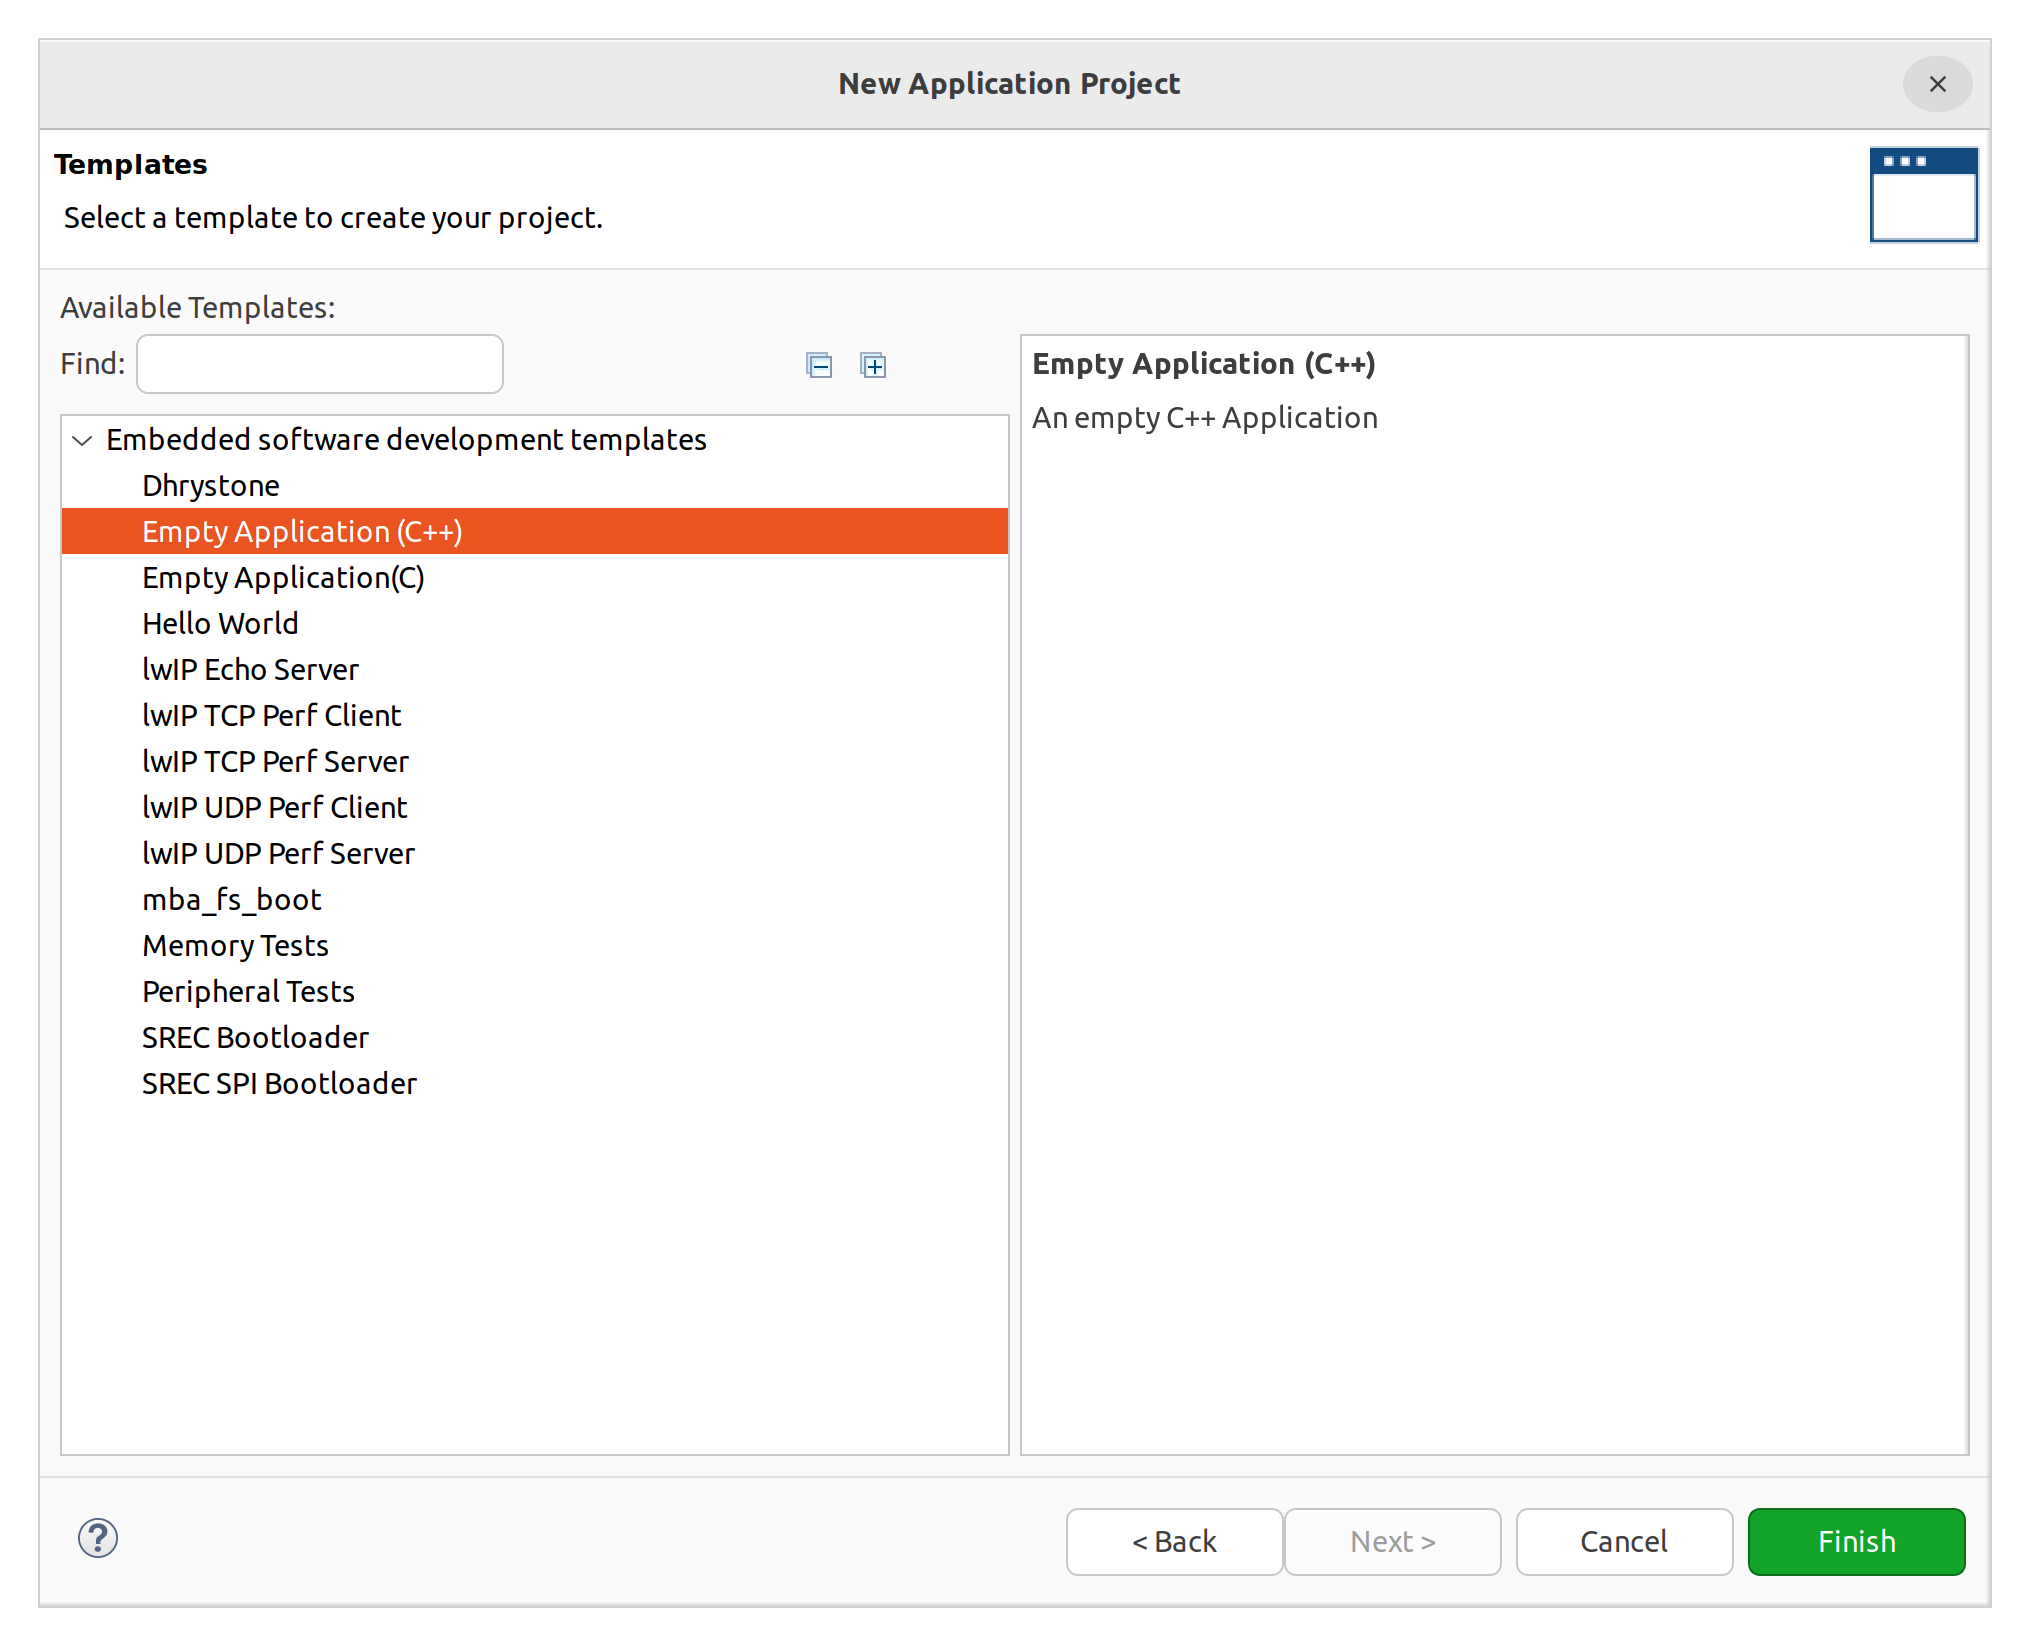 New Application Project
Templates
Select a template to create your project.
Available Templates:
Find:
Embedded software development templates
Dhrystone
Empty Application (C++)
Empty Application(C)
Hello World
lwIP Echo Server
lwIP TCP Perf Client
lwIP TCP Perf Server
lwIP UDP Perf Client
lwIP UDP Perf Server
mba_fs_boot
Memory Tests
Peripheral Tests
SREC Bootloader
SREC SPI Bootloader
Empty Application (C++)
An empty C++ Application
?
< Back
Next >
Cancel
Finish